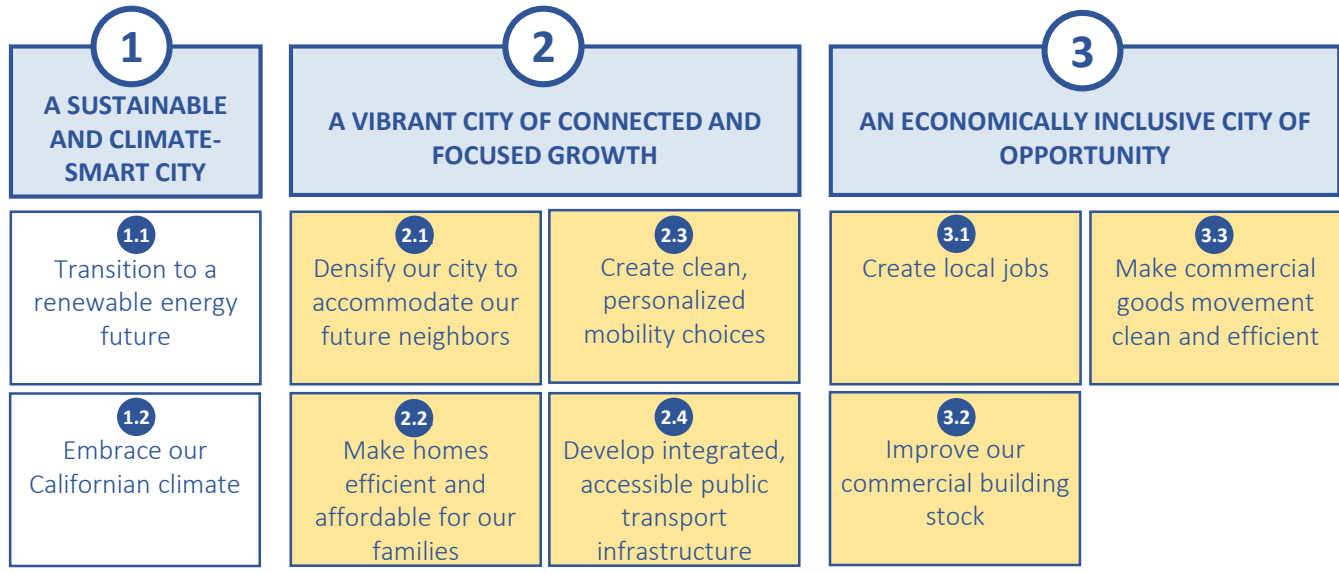 1
A SUSTAINABLE
AND CLIMATE-
SMART CITY
1.1
Transition to a
renewable energy
future
1.2
Embrace our
Californian climate
2
A VIBRANT CITY OF CONNECTED AND
FOCUSED GROWTH
2.1
Densify our city to
accommodate our
future neighbors
2.2
Make homes
efficient and
affordable for our
families
2.3
Create clean,
personalized
mobility choices
2.4
Develop integrated,
accessible public
transport
infrastructure
3
AN ECONOMICALLY INCLUSIVE CITY OF
OPPORTUNITY
3.1
Create local jobs
3.2
Improve our
commercial building
stock
3.3
Make commercial
goods movement
clean and efficient